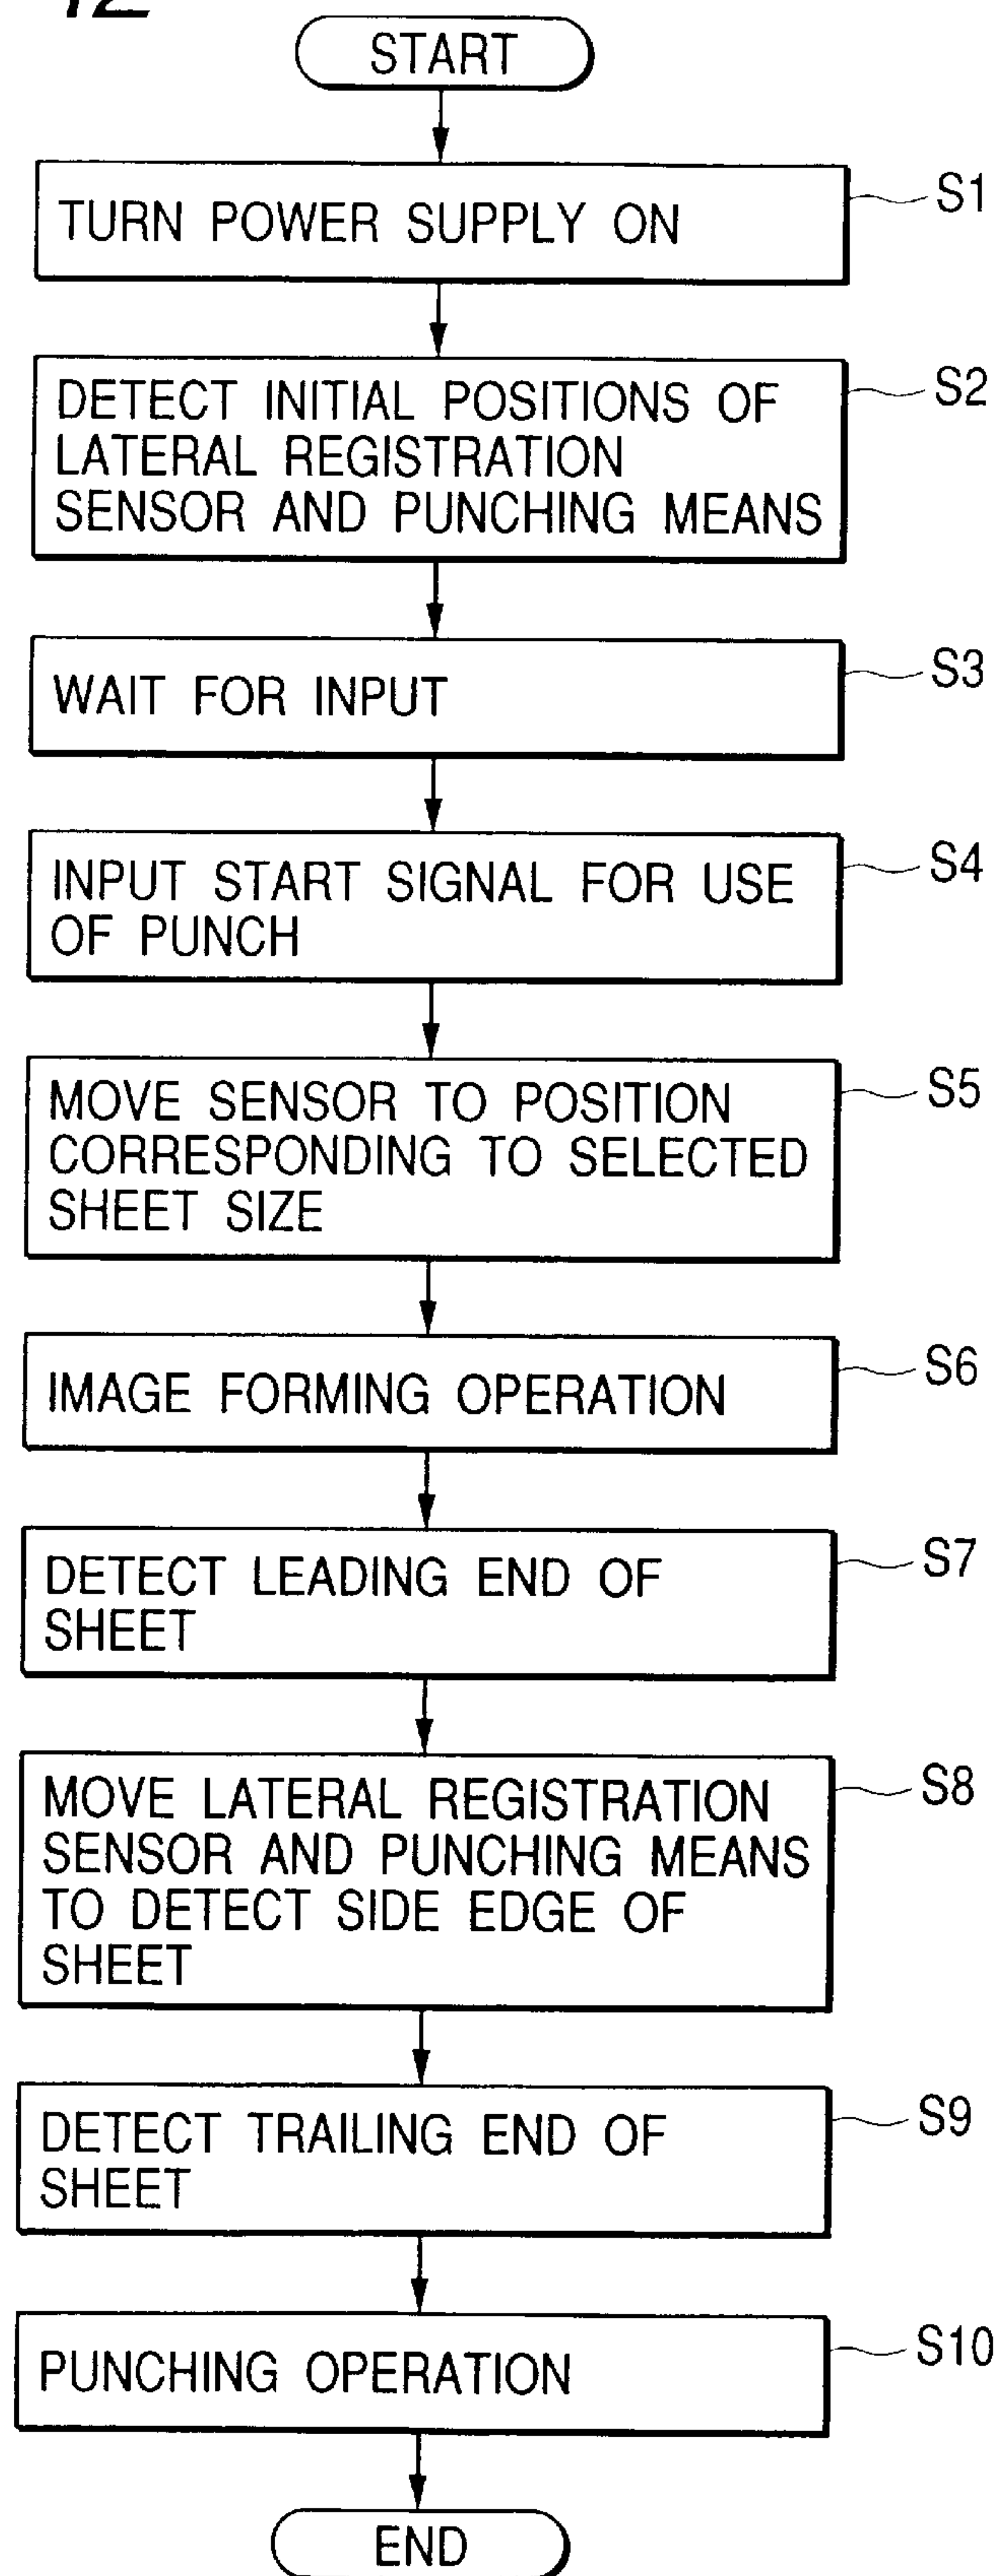 12
START
TURN POWER SUPPLY ON
S1
DETECT INITIAL POSITIONS OF
LATERAL REGISTRATION
SENSOR AND PUNCHING MEANS
S2
WAIT FOR INPUT
S3
INPUT START SIGNAL FOR USE
OF PUNCH
S4
MOVE SENSOR TO POSITION
CORRESPONDING TO SELECTED
SHEET SIZE
S5
IMAGE FORMING OPERATION
S6
DETECT LEADING END OF
SHEET
S7
MOVE LATERAL REGISTRATION
SENSOR AND PUNCHING MEANS
TO DETECT SIDE EDGE OF
SHEET
S8
DETECT TRAILING END OF
SHEET
S9
PUNCHING OPERATION
S10
END